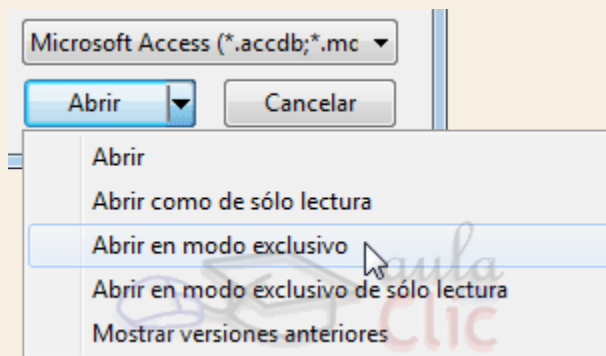 Microsoft Access (*.accdb;*.mc
Abrir
Cancelar
Abrir
Abrir como de sólo lectura
Abrir en modo exclusivo
Abrir en modo exclusivo de sólo lectura
Mostrar versiones anteriores
aula
Clic